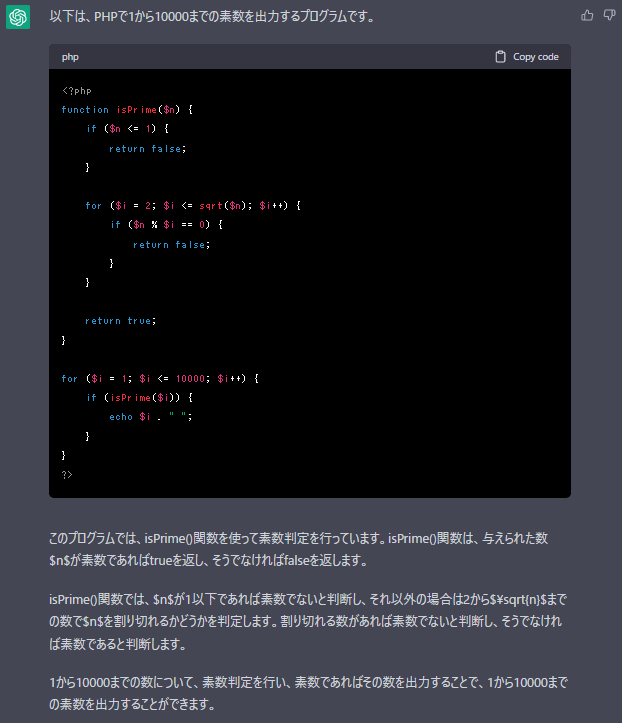 以下は、PHPで1から10000までの素数を出力するプログラムです。
php
Copy code
<?php
function isPrime($n) {
    if ($n <= 1) {
        return false;
    }

    for ($i = 2; $i <= sqrt($n); $i++) {
        if ($n % $i == 0) {
            return false;
        }
    }

    return true;
}

for ($i = 1; $i <= 10000; $i++) {
    if (isPrime($i)) {
        echo $i . " ";
    }
}
?>
このプログラムでは、isPrime()関数を使って素数判定を行っています。isPrime()関数は、与えられた数
$n$が素数であればtrueを返し、そうでなければfalseを返します。
isPrime()関数では、$n$が1以下であれば素数でないと判断し、それ以外の場合は2から$¥sqrt{n}$まで
の数で$n$を割り切れるかどうかを判定します。割り切れる数があれば素数でないと判断し、そうでなけれ
ば素数であると判断します。
1から10000までの数について、素数判定を行い、素数であればその数を出力することで、1から10000まで
の素数を出力することができます。